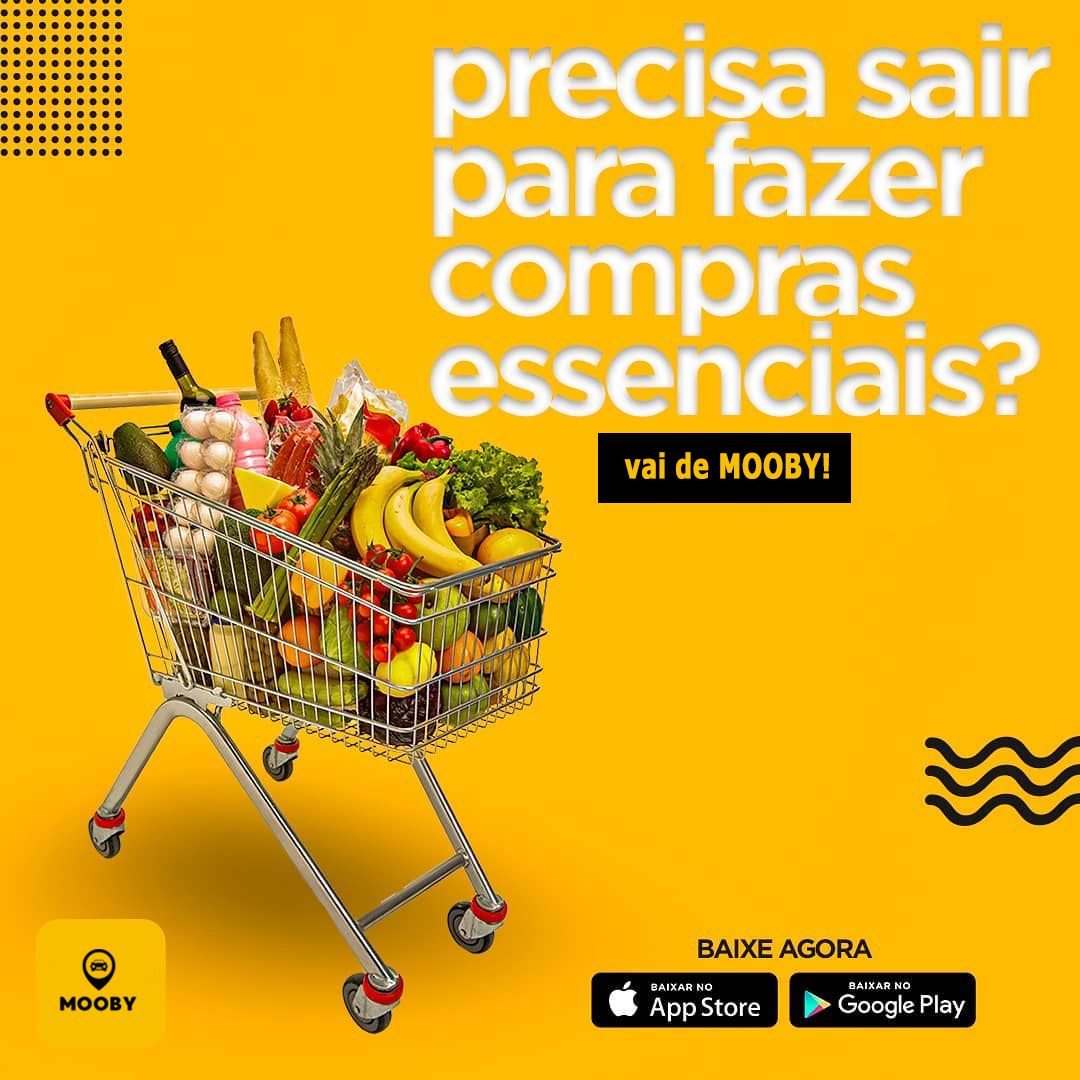 precisa sair
para fazer
compras
essenciais?
vai de MOOBY!
BAIXE AGORA
BAIXAR NO
App Store
BAIXAR NO
Google Play
MOOBY